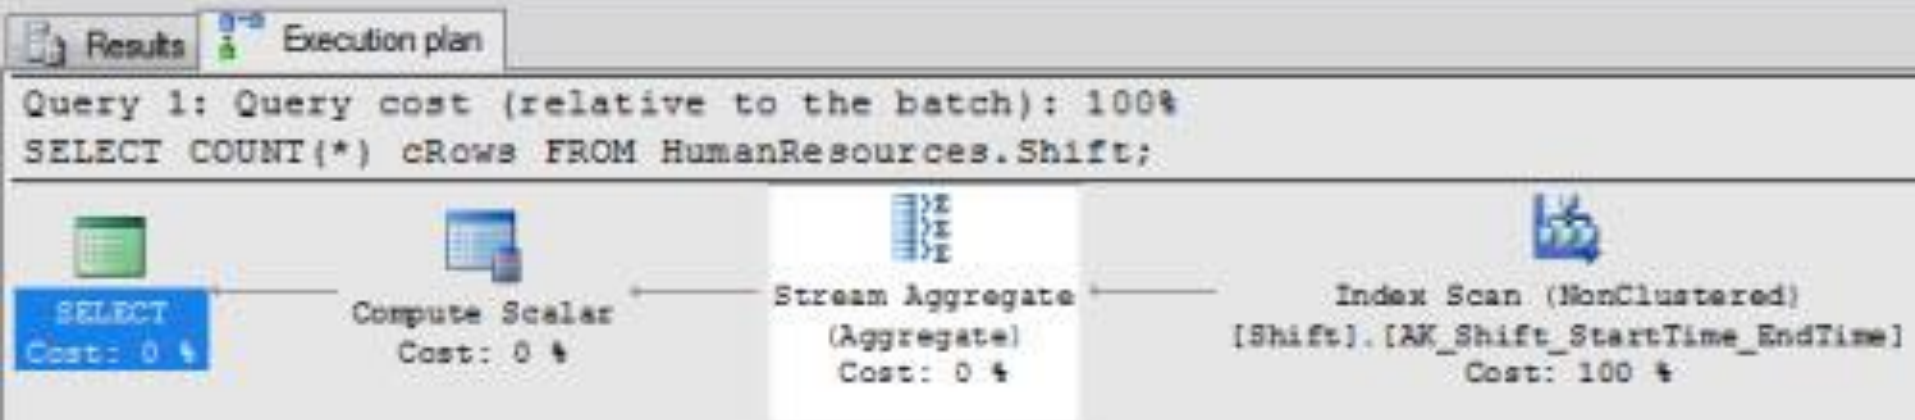 Results Execution plan
Query 1: Query cost (relative to the batch): 100%
SELECT COUNT(*) cRows FROM HumanResources.Shift;
SELECT
Cost: 0 %
Compute Scalar
Cost: 0 %
Stream Aggregate
(Aggregate)
Cost: 0 %
Index Scan (NonClustered)
[Shift].[AK_Shift_StartTime_EndTime]
Cost: 100 %